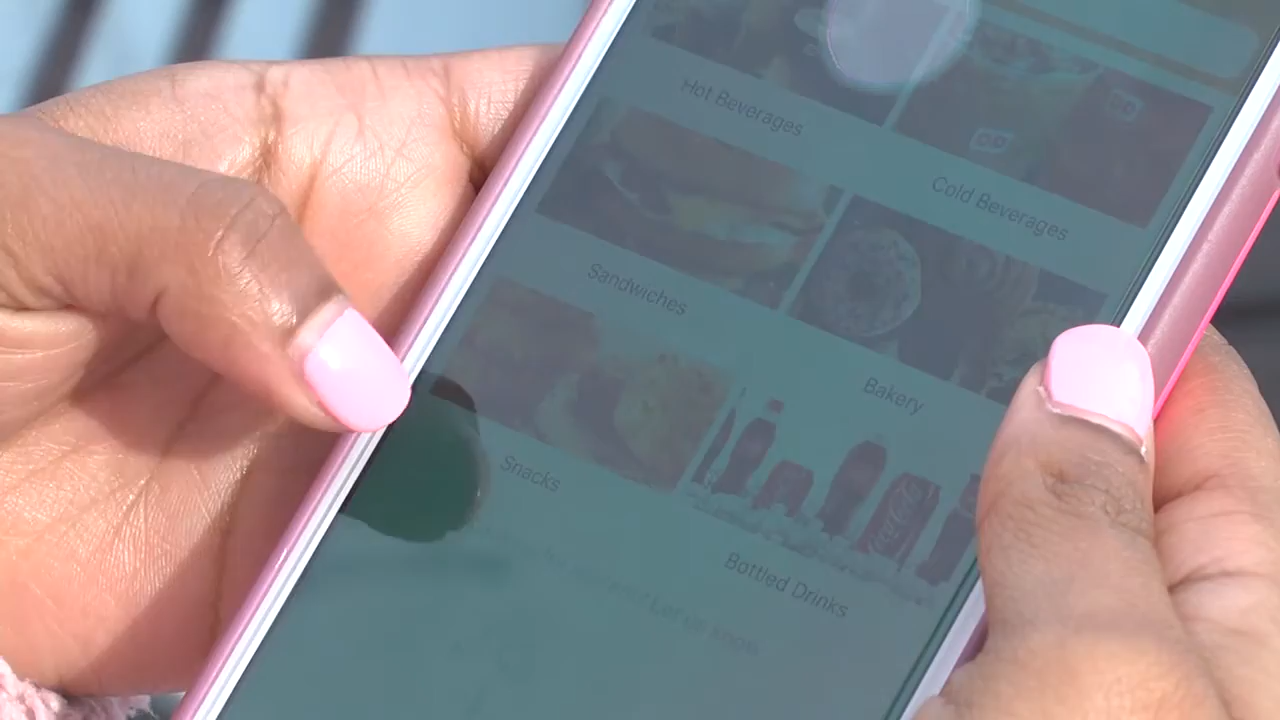 Hot Beverages
Cold Beverages
Sandwiches
Bakery
Snacks
Bottled Drinks